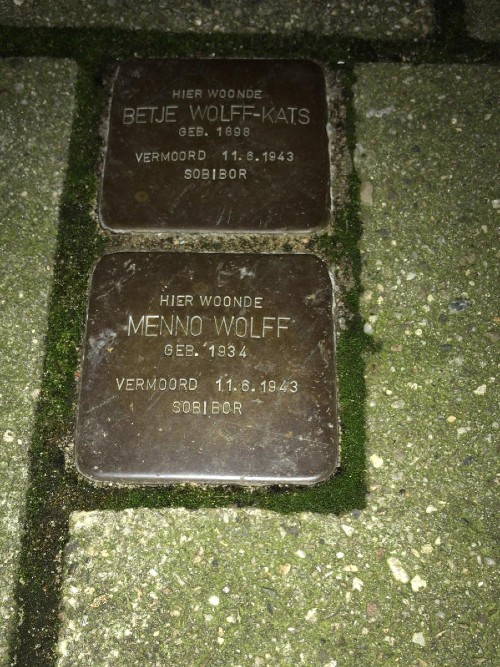 HIER WOONDE
BETJE WOLFF-KATS
GEB. 1898
VERMOORD 11.6.1943
SOBIBOR
HIER WOONDE
MENNO WOLFF
GEB. 1934
VERMOORD 11.6.1943
SOBIBOR